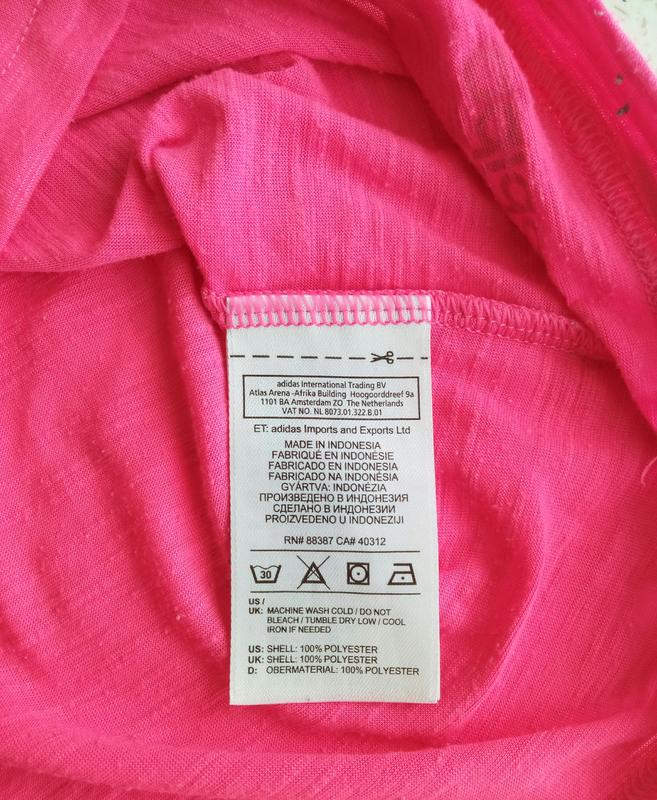 adidas International Trading BV
Atlas Arena -Afrika Building Hoogoorddreef 9a
1101 BA Amsterdam ZO The Netherlands
VAT NO. NL 8073.01.322.B.01
ET: adidas Imports and Exports Ltd
MADE IN INDONESIA
FABRIQUÉ EN INDONÉSIE
FABRICADO EN INDONESIA
FABRICADO NA INDONÉSIA
GYÁRTVA: INDONÉZIA
ПРОИЗВЕДЕНО В ИНДОНЕЗИЯ
СДЕЛАНО В ИНДОНЕЗИИ
PROIZVEDENO U INDONEZIJI
RN# 88387 CA# 40312
30
US /
UK: MACHINE WASH COLD / DO NOT
BLEACH / TUMBLE DRY LOW / COOL
IRON IF NEEDED
US: SHELL: 100% POLYESTER
UK: SHELL: 100% POLYESTER
D: OBERMATERIAL: 100% POLYESTER